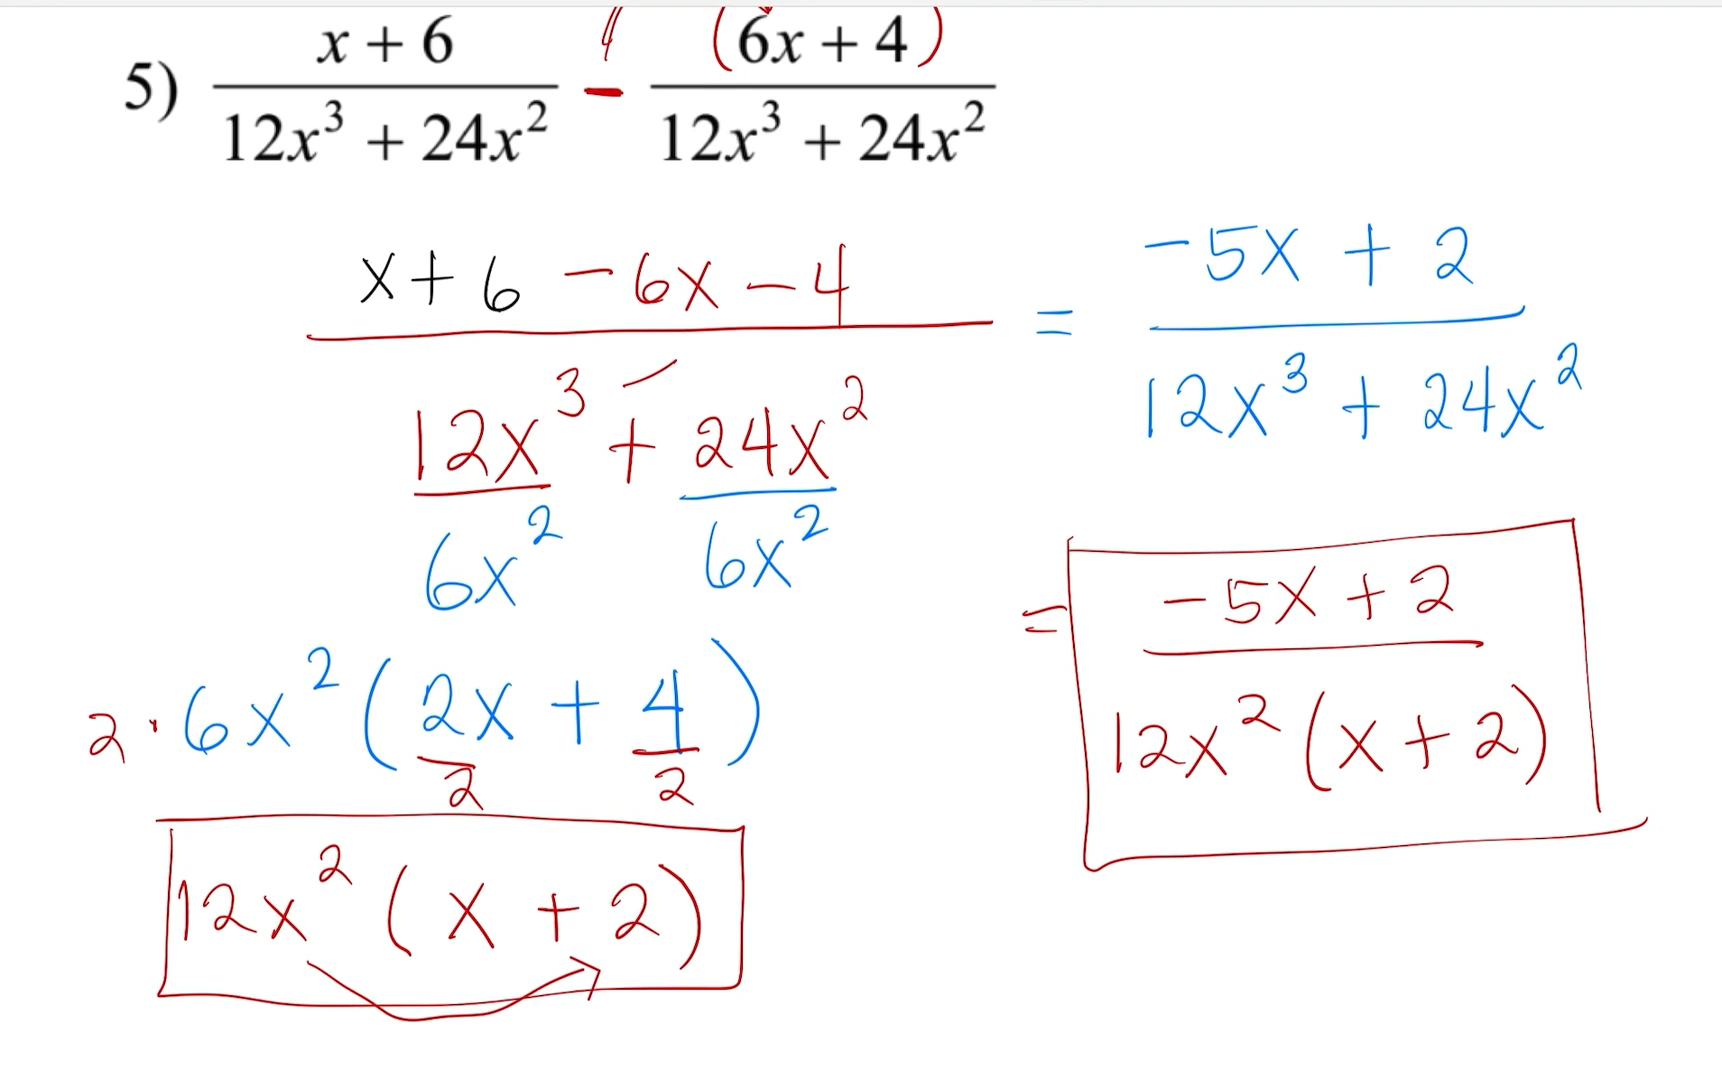 5) x + 6 / 12x³ + 24x² - (6x + 4) / 12x³ + 24x²
x + 6 - 6x - 4 / 12x³ + 24x² = -5x + 2 / 12x³ + 24x²
6x² 6x²
2 · 6x² (2x/2 + 4/2)
12x² (x + 2)
= -5x + 2 / 12x² (x + 2)